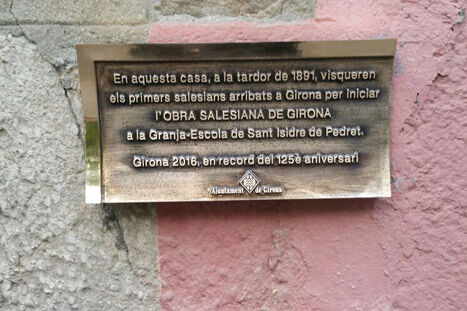 En aquesta casa, a la tardor de 1891, visqueren
els primers salesians arribats a Girona per iniciar
l'OBRA SALESIANA DE GIRONA
a la Granja-Escola de Sant Isidre de Pedret.
Girona 2016, en record del 125è aniversari
Ajuntament de Girona